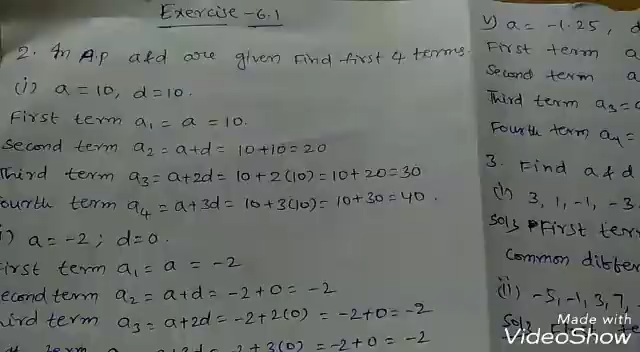 Exercise - 6.1
2. In A.P a & d are given Find first 4 terms.
(i) a = 10, d = 10.
First term a₁ = a = 10.
Second term a₂ = a+d = 10+10 = 20
Third term a₃ = a+2d = 10+2(10) = 10+20 = 30
Fourth term a₄ = a+3d = 10+3(10) = 10+30 = 40.
a = -2; d = 0.
First term a₁ = a = -2
Second term a₂ = a+d = -2+0 = -2
Third term a₃ = a+2d = -2+2(0) = -2+0 = -2
-2+3(0) = -2+0 = -2
v) a = -1.25, d
First term a
Second term a
Third term a₃ =
Fourth term a₄ =
3. Find a & d
(i) 3, 1, -1, -3
Sol: First term
Common
(ii) -5, -1, 3, 7,
Sol: First
Made with
VideoShow